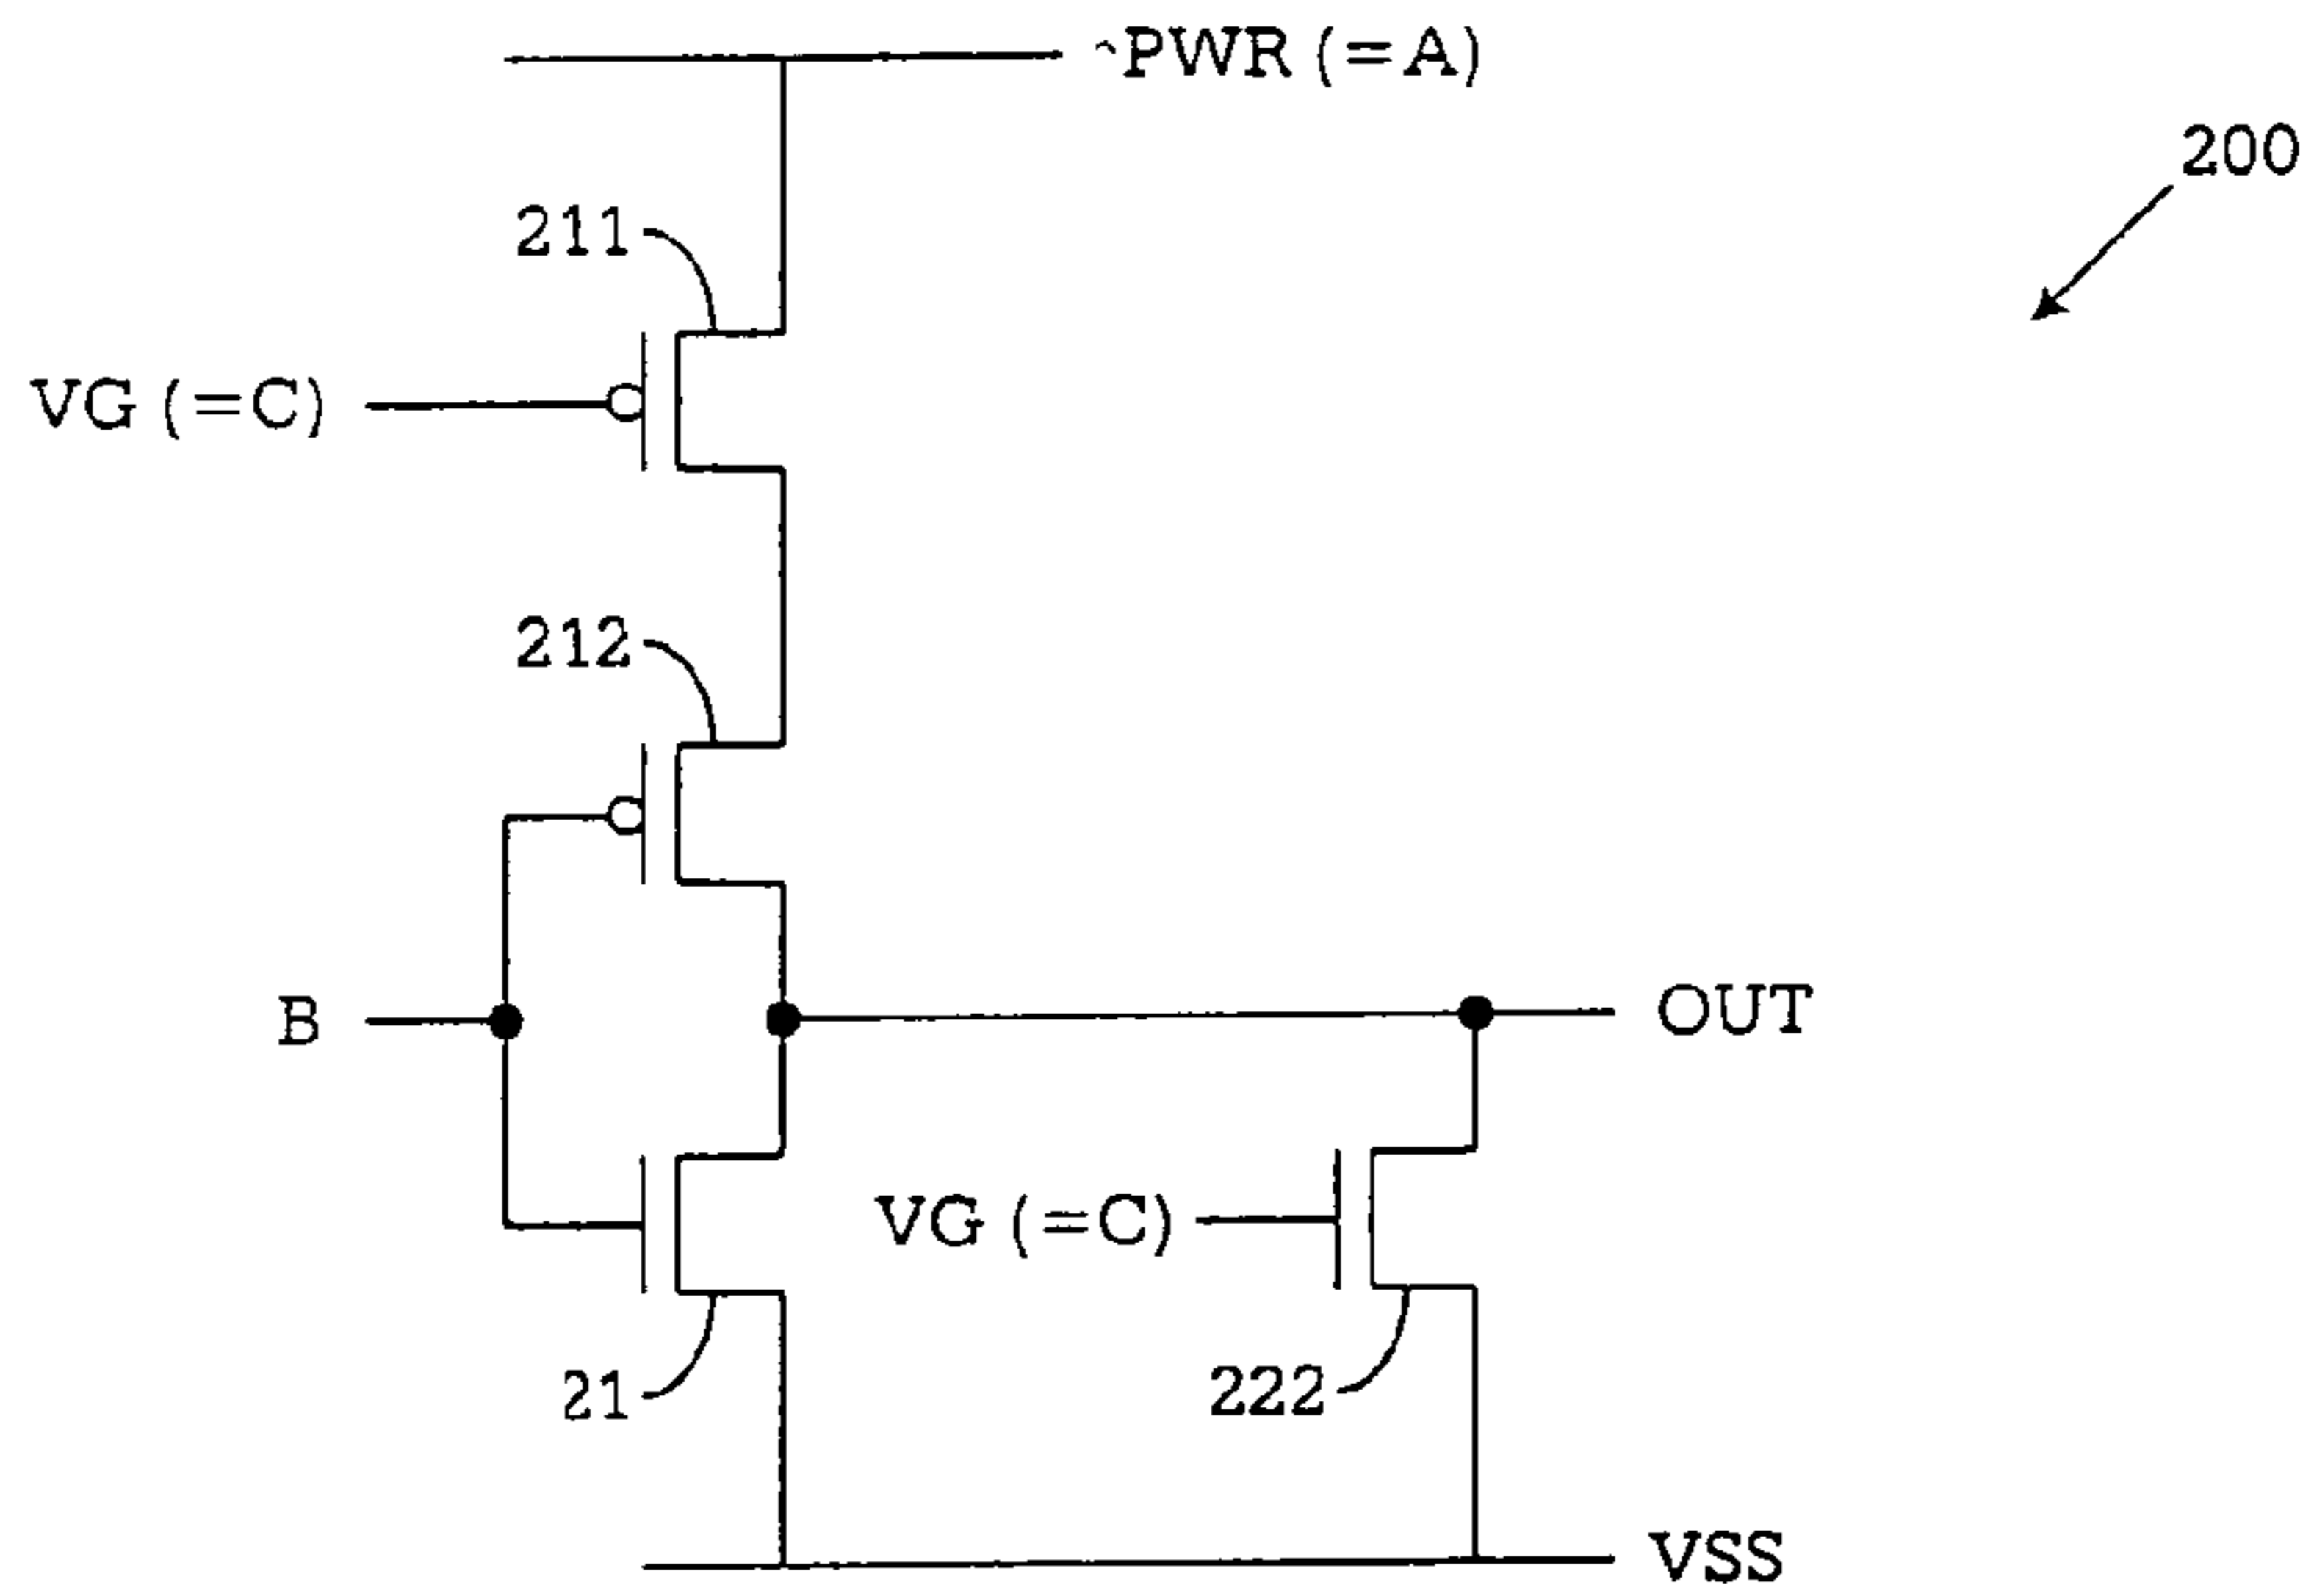 ^PWR (=A)
200
211
VG (=C)
212
B
OUT
VG (=C)
21
222
VSS